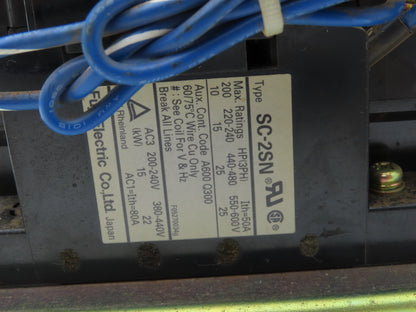 Type SC-2SN ®
Max. Ratings HP(3PH) Ith=50A
200 220-240 440-480 550-600V
10 15 25 25
Aux. Cont. Code A600 Q300
60/75°C Wire Cu Only
# : See Coil For V & Hz
Break All Lines
Rheinland
AC3 200-240V 380-440V
(kW) 15 22
AC1=Ith=80A
Electric Co., Ltd. Japan